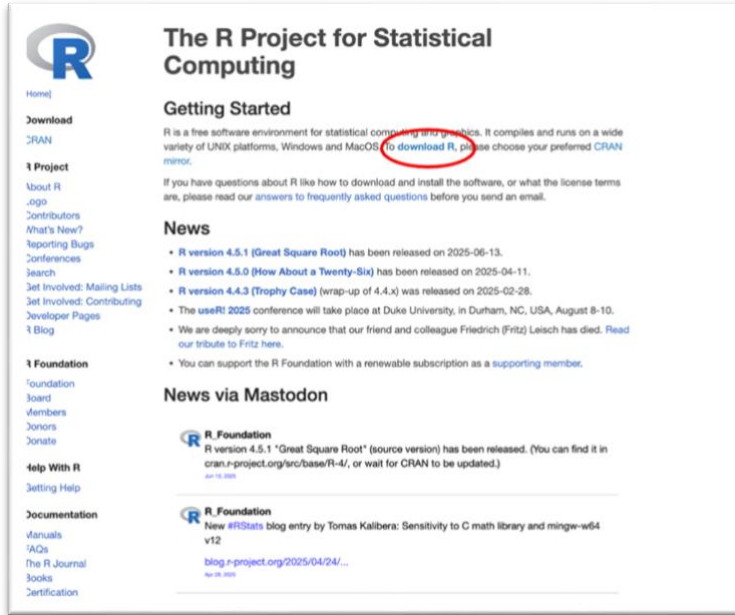 R
The R Project for Statistical
Computing
[Home]
Download
CRAN
R Project
About R
Logo
Contributors
What's New?
Reporting Bugs
Conferences
Search
Get Involved: Mailing Lists
Get Involved: Contributing
Developer Pages
R Blog
R Foundation
Foundation
Board
Members
Donors
Donate
Help With R
Getting Help
Documentation
Manuals
FAQs
The R Journal
Books
Certification
Getting Started
R is a free software environment for statistical computing and graphics. It compiles and runs on a wide
variety of UNIX platforms, Windows and MacOS. To download R, please choose your preferred CRAN
mirror.
If you have questions about R like how to download and install the software, or what the license terms
are, please read our answers to frequently asked questions before you send an email.
News
• R version 4.5.1 (Great Square Root) has been released on 2025-06-13.
• R version 4.5.0 (How About a Twenty-Six) has been released on 2025-04-11.
• R version 4.4.3 (Trophy Case) (wrap-up of 4.4.x) was released on 2025-02-28.
• The useR! 2025 conference will take place at Duke University, in Durham, NC, USA, August 8-10.
• We are deeply sorry to announce that our friend and colleague Friedrich (Fritz) Leisch has died. Read
our tribute to Fritz here.
• You can support the R Foundation with a renewable subscription as a supporting member.
News via Mastodon
R_Foundation
R version 4.5.1 "Great Square Root" (source version) has been released. (You can find it in
cran.r-project.org/src/base/R-4/, or wait for CRAN to be updated.)
Jun 13, 2025
R_Foundation
New #RStats blog entry by Tomas Kalibera: Sensitivity to C math library and mingw-w64
v12
blog.r-project.org/2025/04/24/...